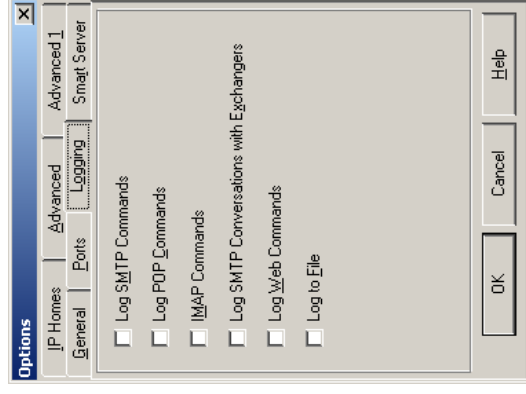 Options
IP Homes
Advanced
Advanced 1
General
Ports
Logging
Smart Server
Log SMTP Commands
Log POP Commands
IMAP Commands
Log SMTP Conversations with Exchangers
Log Web Commands
Log to File
OK
Cancel
Help